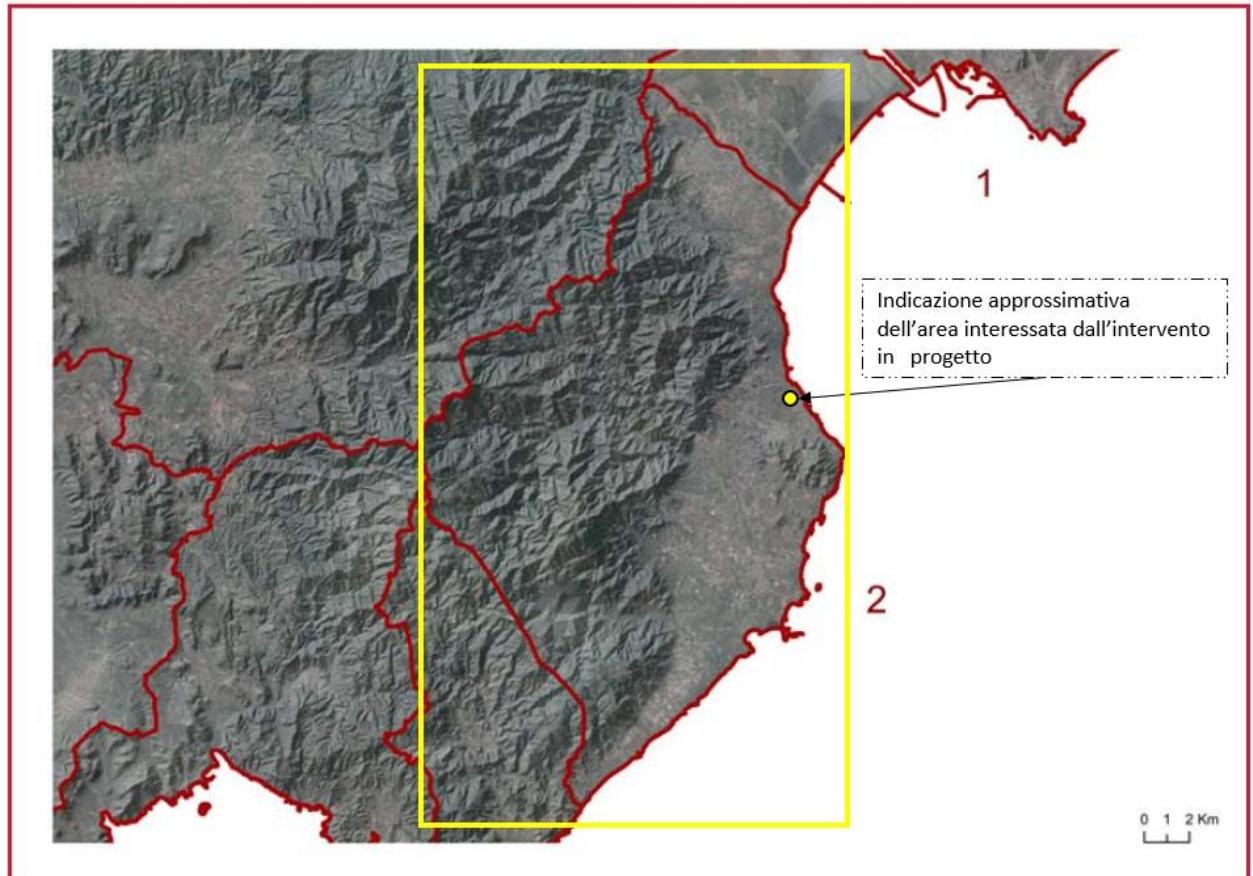 1
Indicazione approssimativa
dell'area interessata dall'intervento
in progetto
2
0 1 2 Km